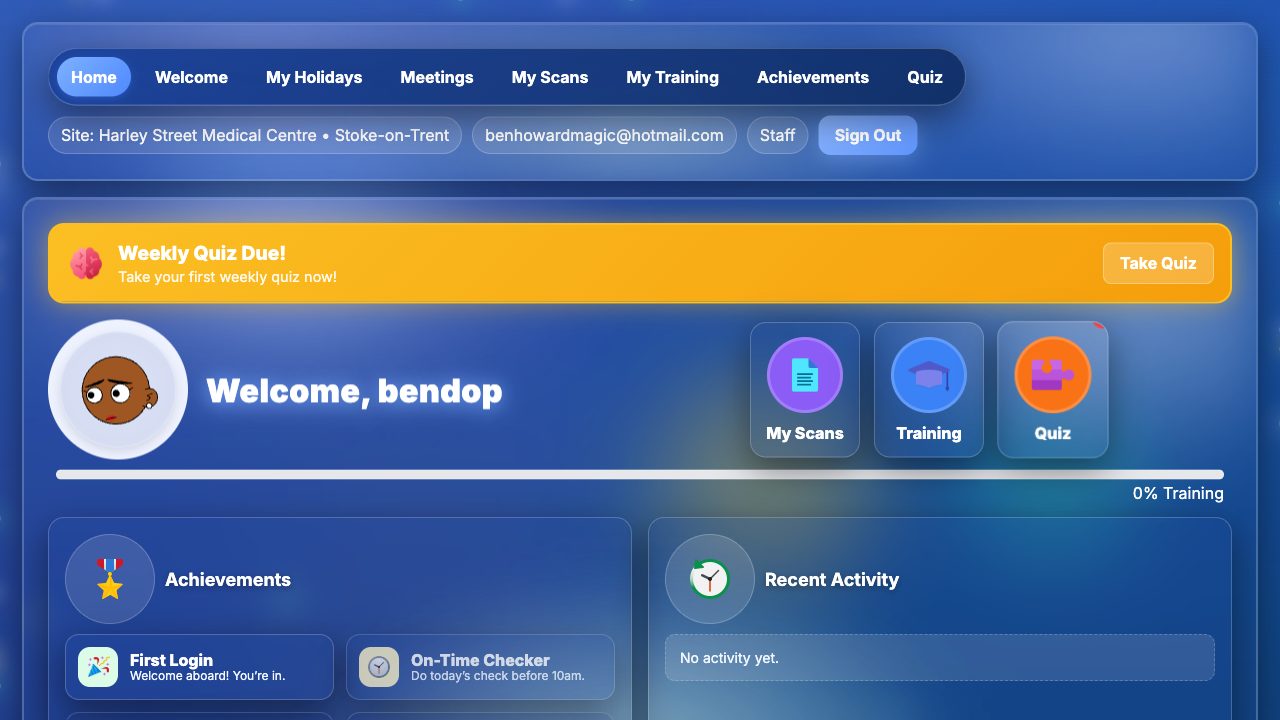 Home
Welcome
My Holidays
Meetings
My Scans
My Training
Achievements
Quiz
Site: Harley Street Medical Centre • Stoke-on-Trent
benhowardmagic@hotmail.com
Staff
Sign Out
Weekly Quiz Due!
Take your first weekly quiz now!
Take Quiz
Welcome, bendop
My Scans
Training
Quiz
0% Training
Achievements
First Login
Welcome aboard! You’re in.
On-Time Checker
Do today’s check before 10am.
Recent Activity
No activity yet.